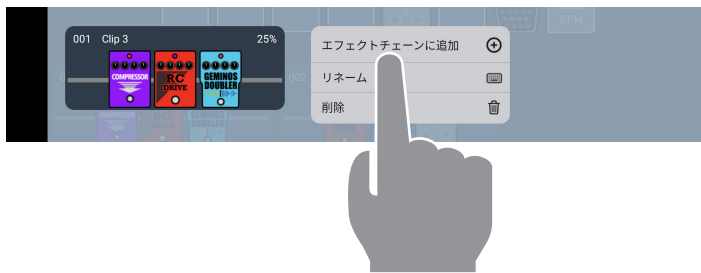 BPM
001 Clip 3 25%
COMPRESSOR
RC
DRIVE
GEMINOS
DOUBLER
エフェクトチェーンに追加
リネーム
削除
002
COMPRESSOR